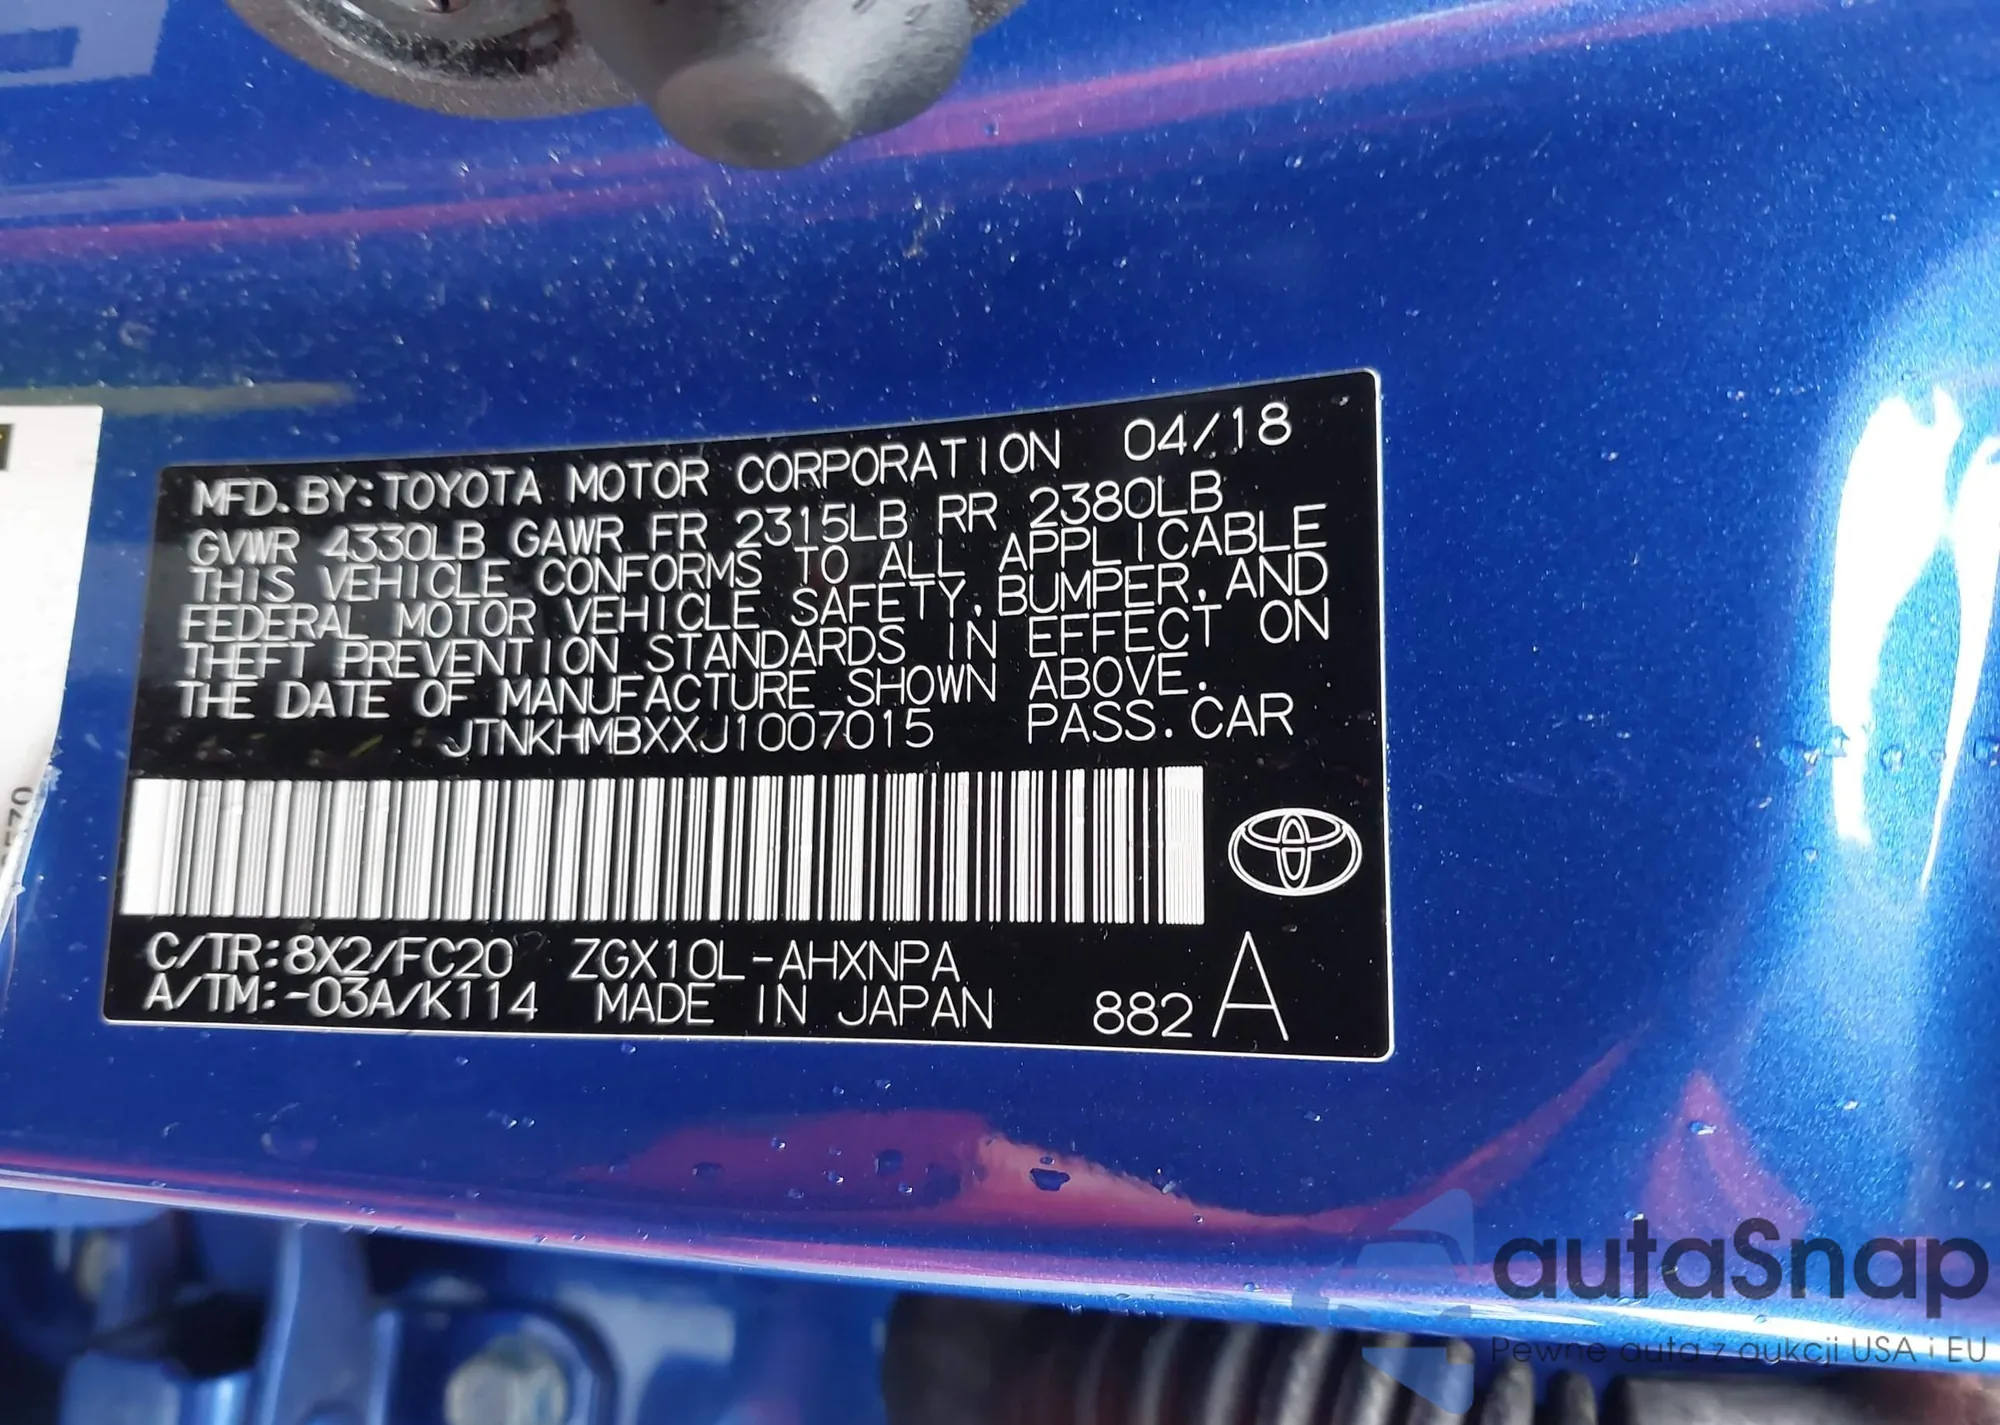 MFD.BY:TOYOTA MOTOR CORPORATION 04/18
GVWR 4330LB GAWR FR 2315LB RR 2380LB
THIS VEHICLE CONFORMS TO ALL APPLICABLE
FEDERAL MOTOR VEHICLE SAFETY,BUMPER,AND
THEFT PREVENTION STANDARDS IN EFFECT ON
THE DATE OF MANUFACTURE SHOWN ABOVE.
JTNKHMBXXJ1007015 PASS.CAR
C/TR:8X2/FC20 ZGX10L-AHXNPA
A/TM:-03A/K114 MADE IN JAPAN 882 A
autaSnap
Pewne auta z aukcji USA i EU